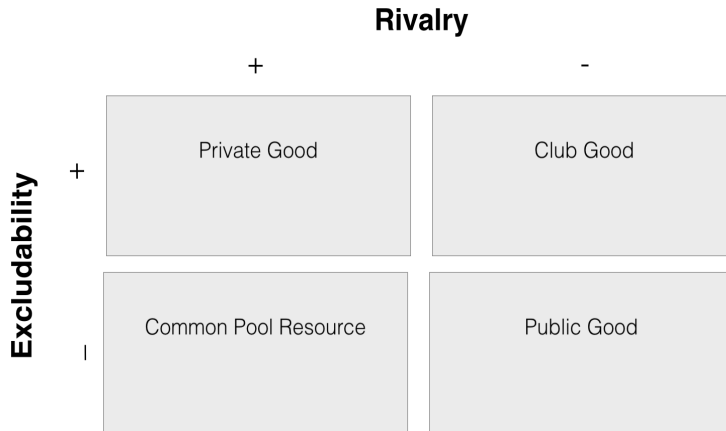 Rivalry
+ -
Excludability
+
Private Good Club Good
–
Common Pool Resource Public Good